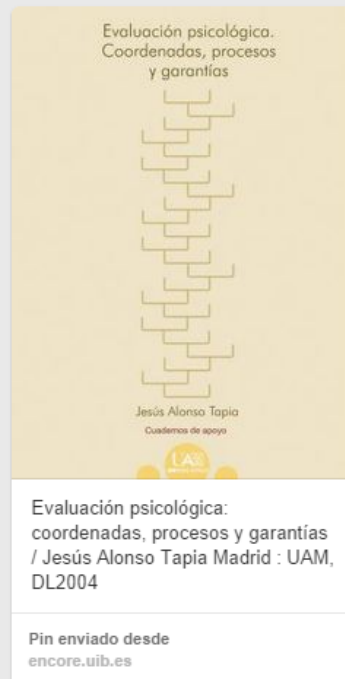 Evaluación psicológica.
Coordenadas, procesos
y garantías
Jesús Alonso Tapia
Cuadernos de apoyo
Evaluación psicológica:
coordenadas, procesos y garantías
/ Jesús Alonso Tapia Madrid : UAM,
DL2004
Pin enviado desde
encore.uib.es